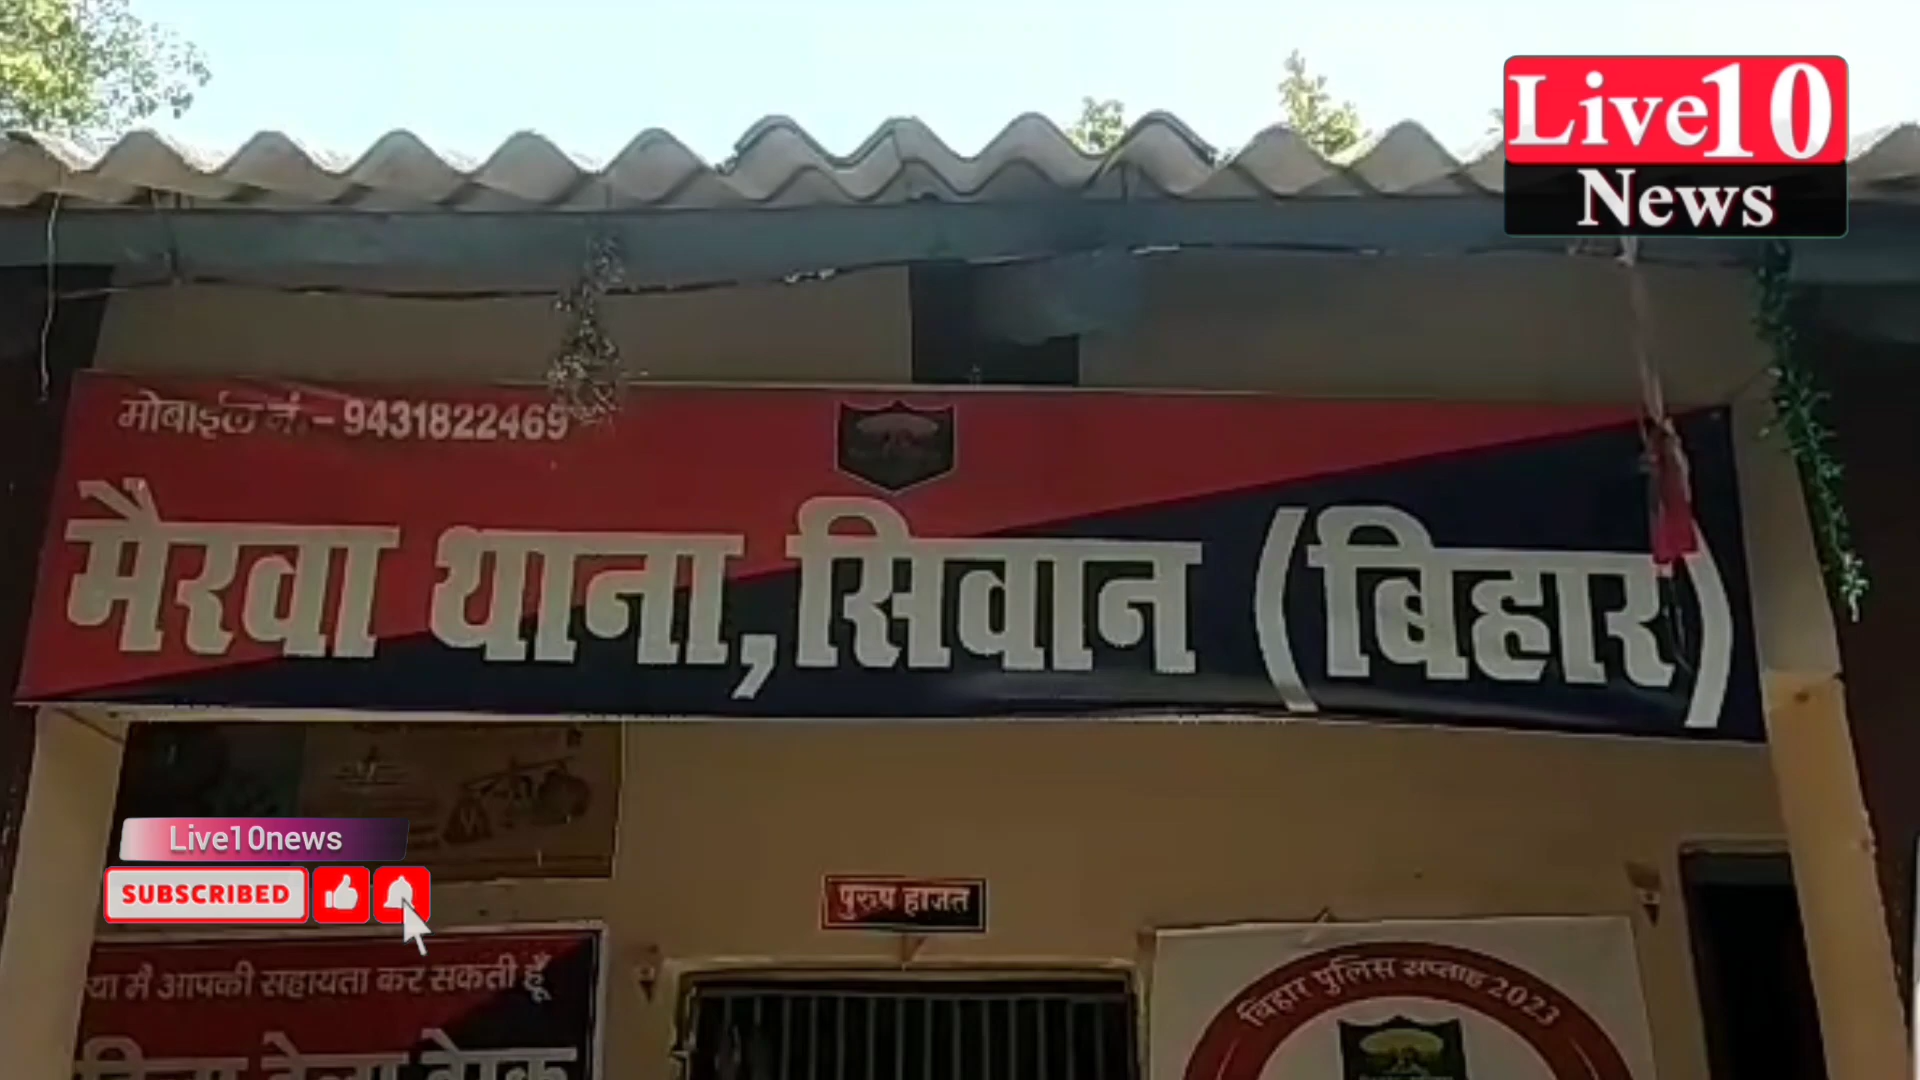 Live10
News
मोबाईल नं.- 9431822469
मैरवा थाना, सिवान (बिहार)
Live10news
SUBSCRIBED
पुरूष हाजत
या मै आपकी सहायता कर सकती हूँ
बिहार पुलिस सप्ताह 2023